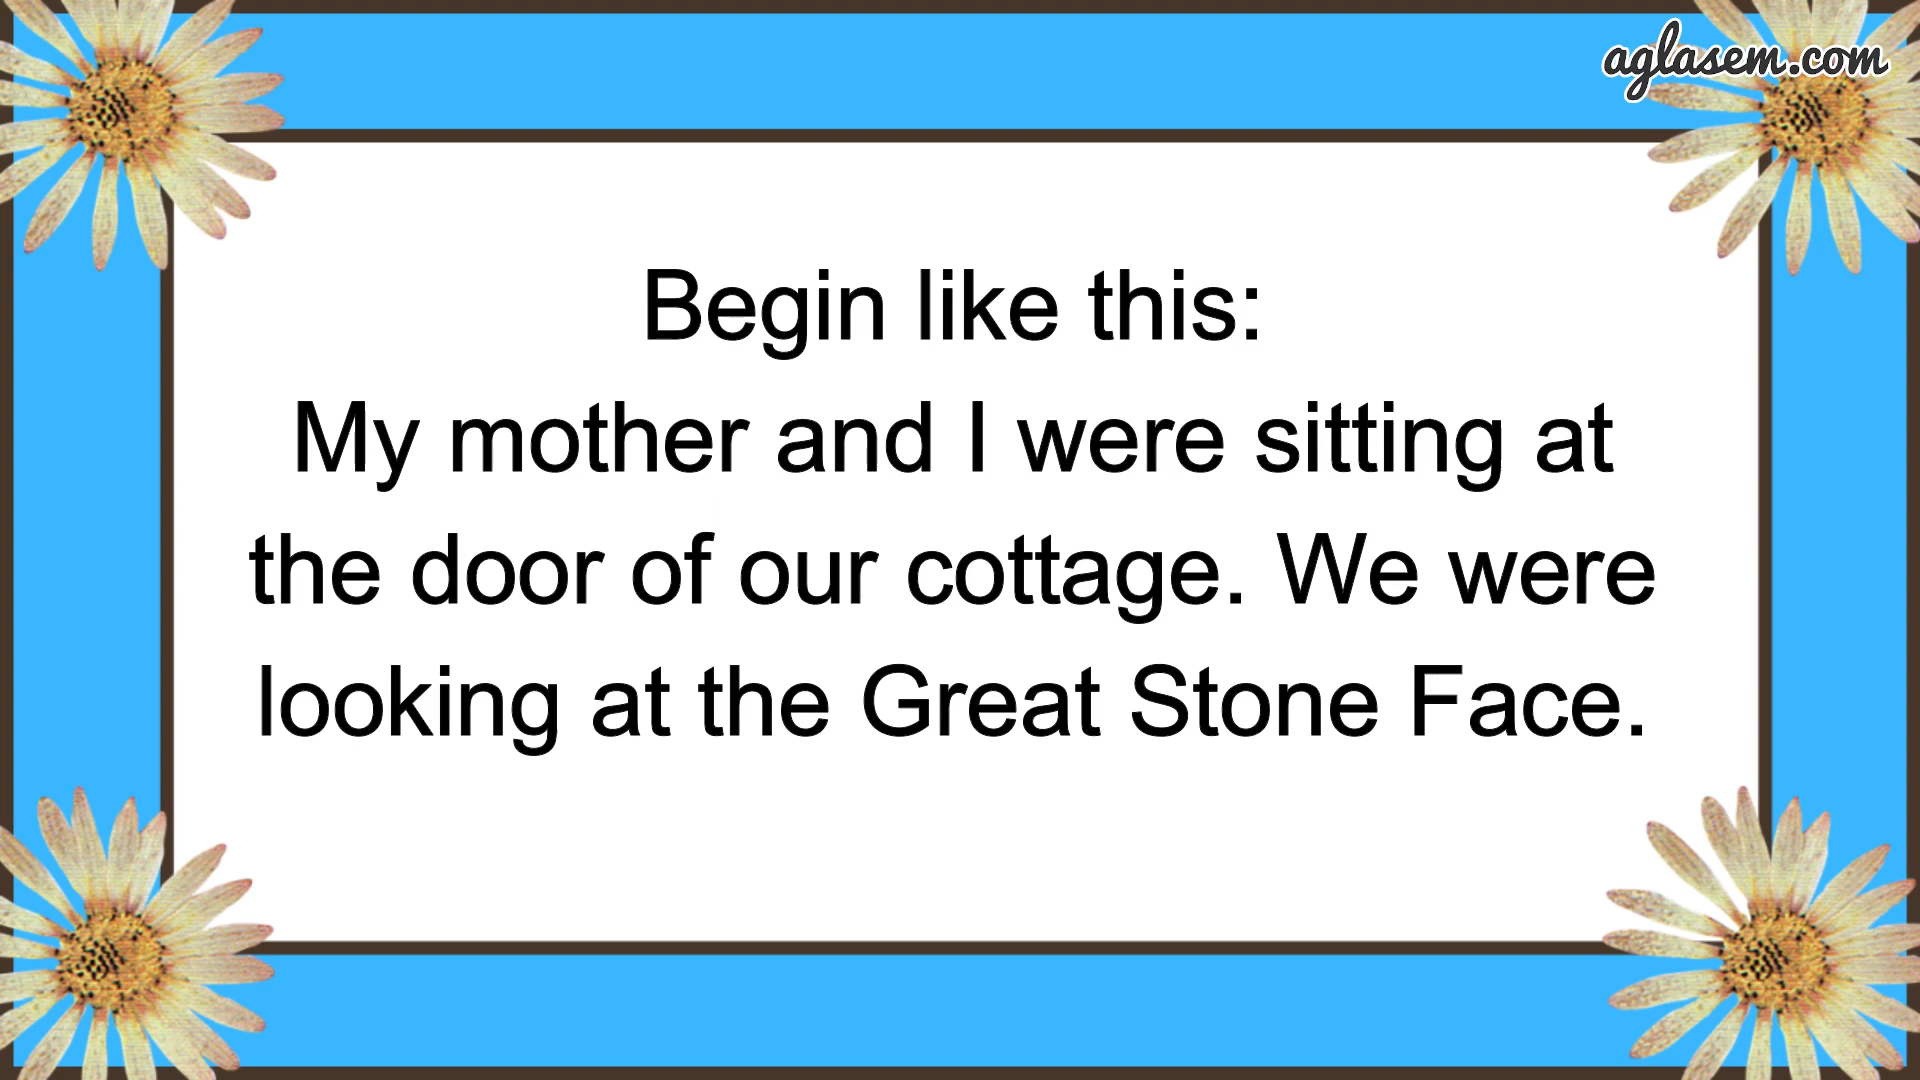 aglasem.com
Begin like this:
My mother and I were sitting at
the door of our cottage. We were
looking at the Great Stone Face.